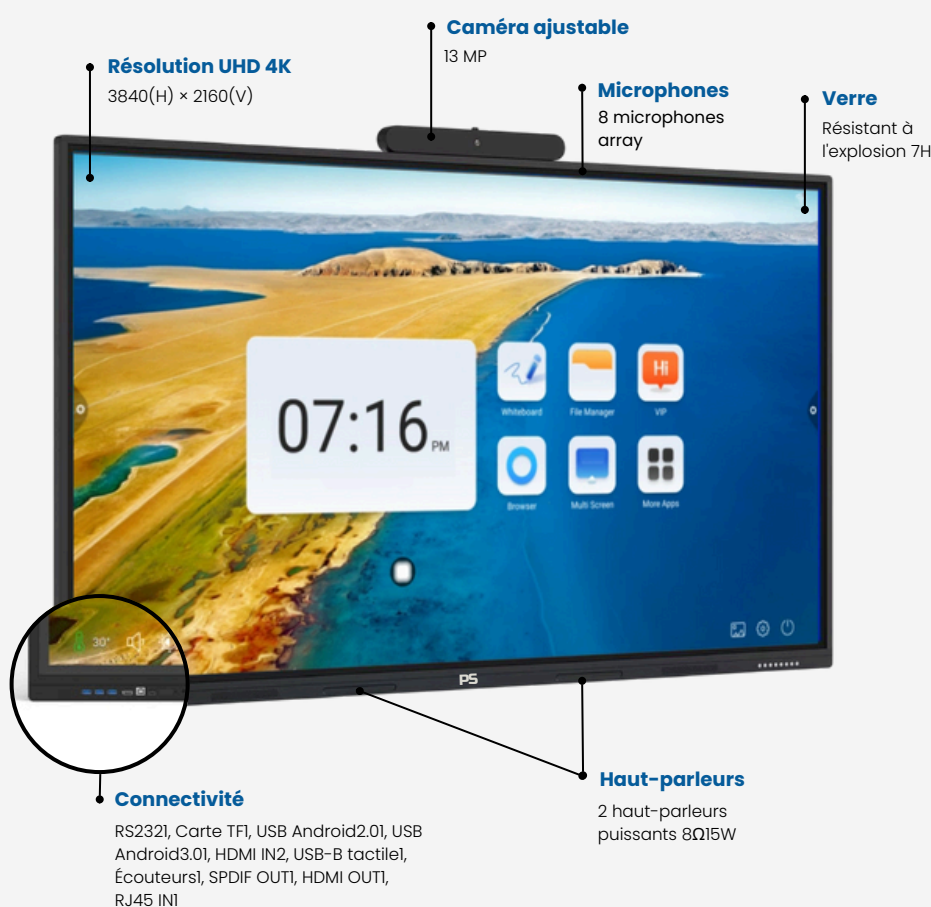 Caméra ajustable
13 MP
Résolution UHD 4K
3840(H) × 2160(V)
Microphones
8 microphones
array
Verre
Résistant à
l'explosion 7H
07:16 PM
Whiteboard
File Manager
Hi
VIP
Browser
Multi Screen
More Apps
30°
PS
Connectivité
RS2321, Carte TF1, USB Android2.01, USB
Android3.01, HDMI IN2, USB-B tactile1,
Écouteurs1, SPDIF OUT1, HDMI OUT1,
RJ45 IN1
Haut-parleurs
2 haut-parleurs
puissants 8Ω15W